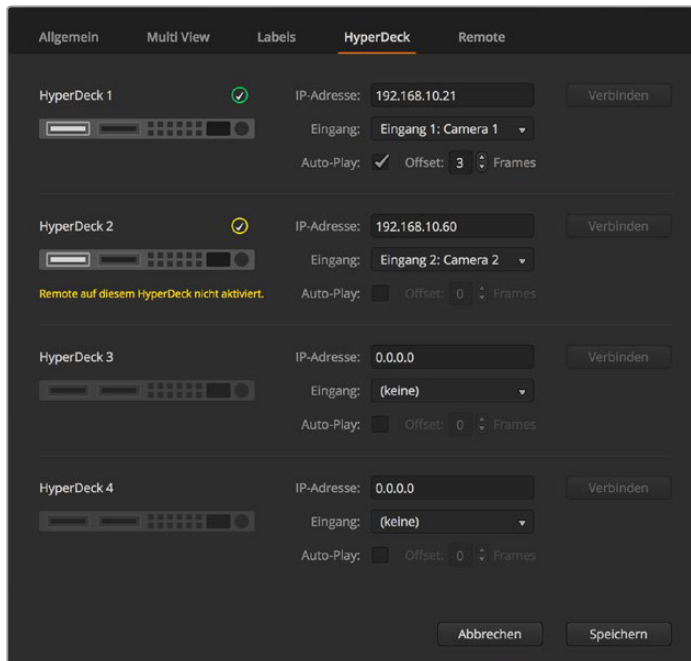 Allgemein Multi View Labels HyperDeck Remote
HyperDeck 1 IP-Adresse: 192.168.10.21 Verbinden
Eingang: Eingang 1: Camera 1
Auto-Play: Offset: 3 Frames
HyperDeck 2 IP-Adresse: 192.168.10.60 Verbinden
Eingang: Eingang 2: Camera 2
Remote auf diesem HyperDeck nicht aktiviert. Auto-Play: Offset: 0 Frames
HyperDeck 3 IP-Adresse: 0.0.0.0 Verbinden
Eingang: (keine)
Auto-Play: Offset: 0 Frames
HyperDeck 4 IP-Adresse: 0.0.0.0 Verbinden
Eingang: (keine)
Auto-Play: Offset: 0 Frames
Abbrechen Speichern